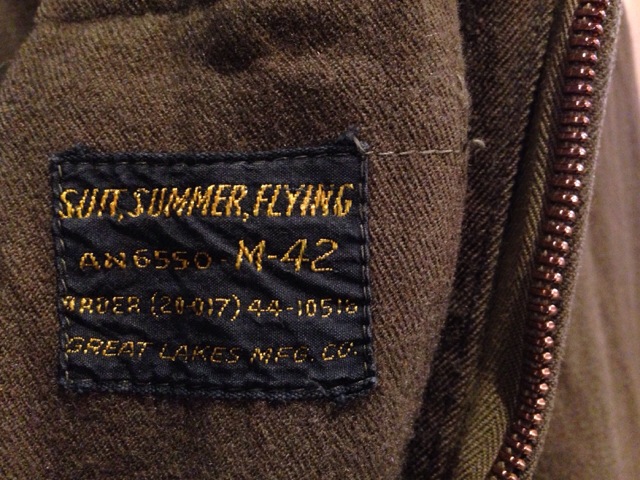 SUIT, SUMMER, FLYING
AN6550- M-42
ORDER (20-017) 44-10516
GREAT LAKES MFG. CO.